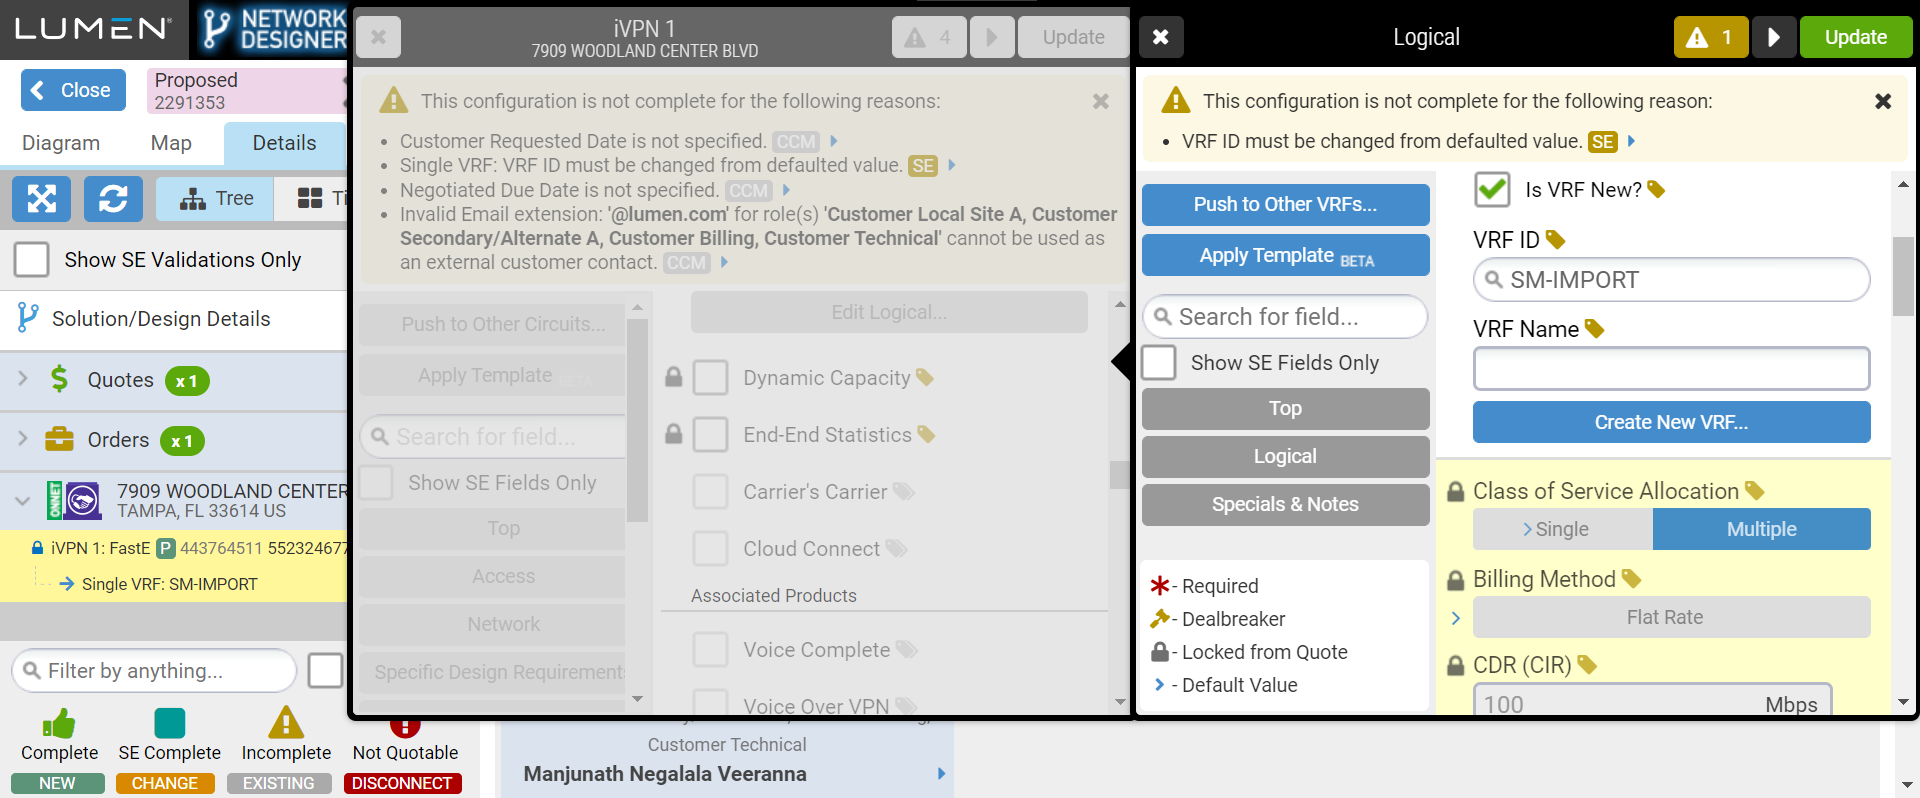 LUMEN®
NETWORK
DESIGNER
Close
Proposed
2291353
Diagram
Map
Details
Tree
Ti
Show SE Validations Only
Solution/Design Details
Quotes
x 1
Orders
x 1
ONNET
7909 WOODLAND CENTER
TAMPA, FL 33614 US
iVPN 1: FastE P 443764511 552324677
Single VRF: SM-IMPORT
Filter by anything...
Complete
SE Complete
Incomplete
Not Quotable
NEW
CHANGE
EXISTING
DISCONNECT
iVPN 1
7909 WOODLAND CENTER BLVD
4
Update
This configuration is not complete for the following reasons:
• Customer Requested Date is not specified. CCM
• Single VRF: VRF ID must be changed from defaulted value. SE
• Negotiated Due Date is not specified. CCM
• Invalid Email extension: '@lumen.com' for role(s) 'Customer Local Site A, Customer
Secondary/Alternate A, Customer Billing, Customer Technical' cannot be used as
an external customer contact. CCM
Push to Other Circuits...
Apply Template BETA
Search for field...
Show SE Fields Only
Top
Access
Network
Specific Design Requirement
Edit Logical...
Dynamic Capacity
End-End Statistics
Carrier's Carrier
Cloud Connect
Associated Products
Voice Complete
Voice Over VPN
Customer Technical
Manjunath Negalala Veeranna
Logical
1
Update
This configuration is not complete for the following reason:
• VRF ID must be changed from defaulted value. SE
Push to Other VRFs...
Apply Template BETA
Search for field...
Show SE Fields Only
Top
Logical
Specials & Notes
- Required
- Dealbreaker
- Locked from Quote
- Default Value
Is VRF New?
VRF ID
SM-IMPORT
VRF Name
Create New VRF...
Class of Service Allocation
Single
Multiple
Billing Method
Flat Rate
CDR (CIR)
100
Mbps